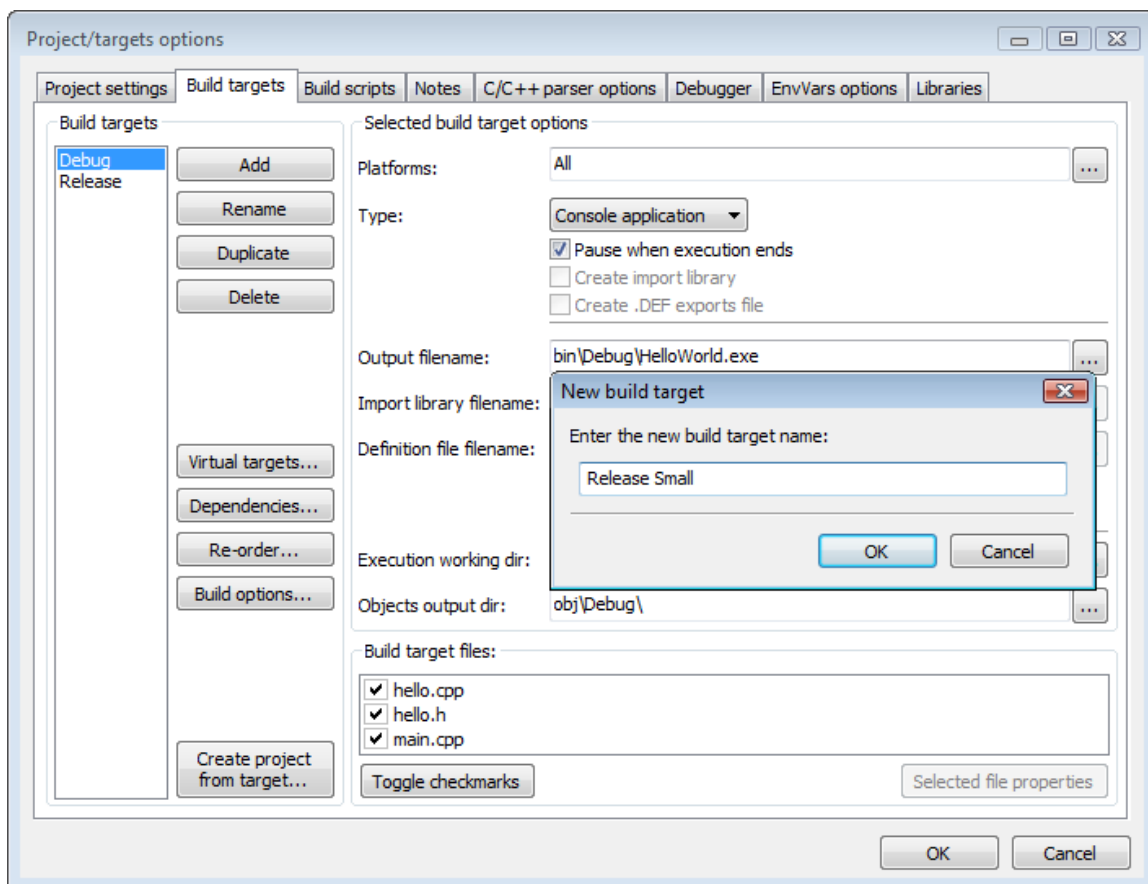 Project/targets options
Project settings Build targets Build scripts Notes C/C++ parser options Debugger EnvVars options Libraries
Build targets
Debug
Release
Add
Rename
Duplicate
Delete
Virtual targets...
Dependencies...
Re-order...
Build options...
Create project
from target...
Selected build target options
Platforms: All ...
Type: Console application
Pause when execution ends
Create import library
Create .DEF exports file
Output filename: bin\Debug\HelloWorld.exe ...
Import library filename:
Definition file filename:
Execution working dir:
Objects output dir: obj\Debug\ ...
New build target
Enter the new build target name:
Release Small
OK Cancel
Build target files:
hello.cpp
hello.h
main.cpp
Toggle checkmarks Selected file properties
OK Cancel